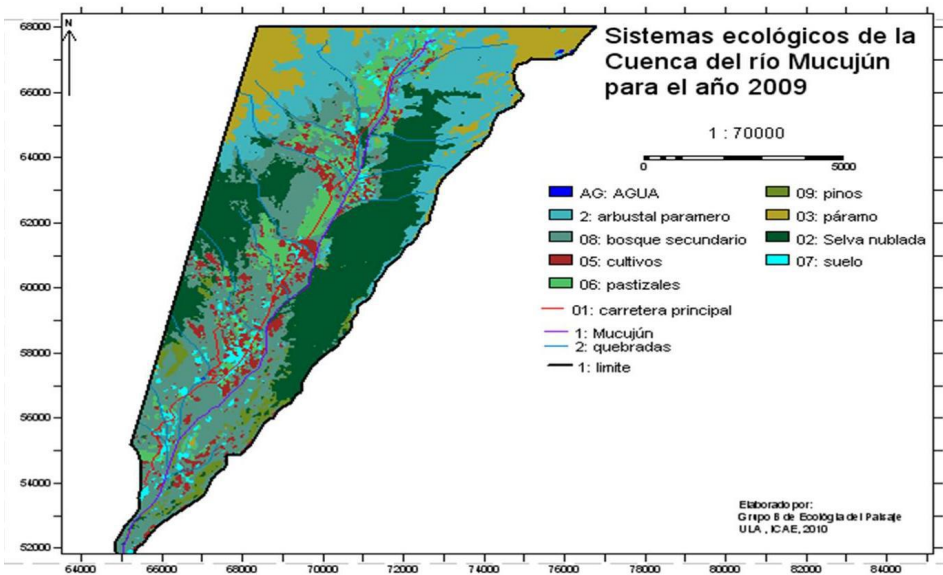 Sistemas ecológicos de la
Cuenca del río Mucujún
para el año 2009
1 : 70000
0 5000
AG: AGUA
2: arbustal paramero
08: bosque secundario
05: cultivos
06: pastizales
09: pinos
03: páramo
02: Selva nublada
07: suelo
01: carretera principal
1: Mucujún
2: quebradas
1: limite
Elaborado por:
Grupo B de Ecología del Paisaje
ULA , ICAE, 2010
N
68000
66000
64000
62000
60000
58000
56000
54000
52000
64000 66000 68000 70000 72000 74000 76000 78000 80000 82000 84000